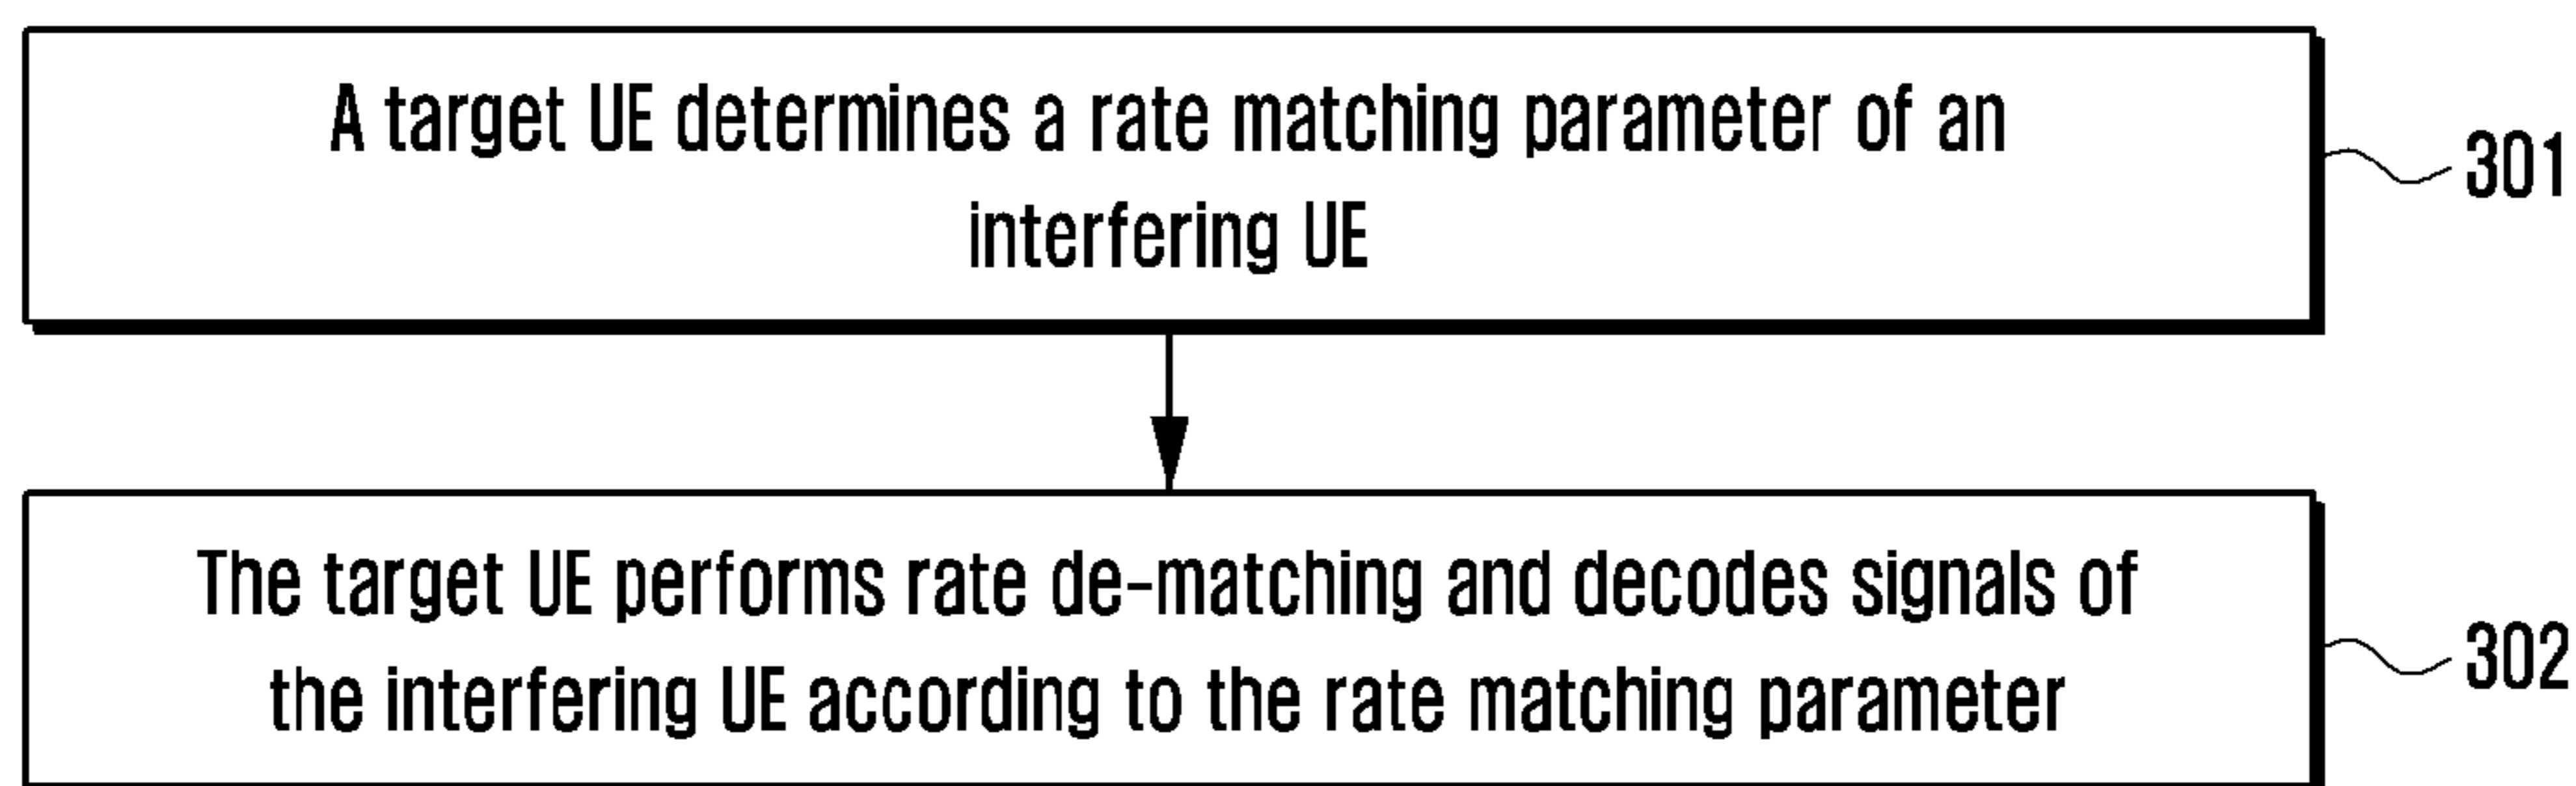 A target UE determines a rate matching parameter of an
interfering UE
301
The target UE performs rate de-matching and decodes signals of
the interfering UE according to the rate matching parameter
302